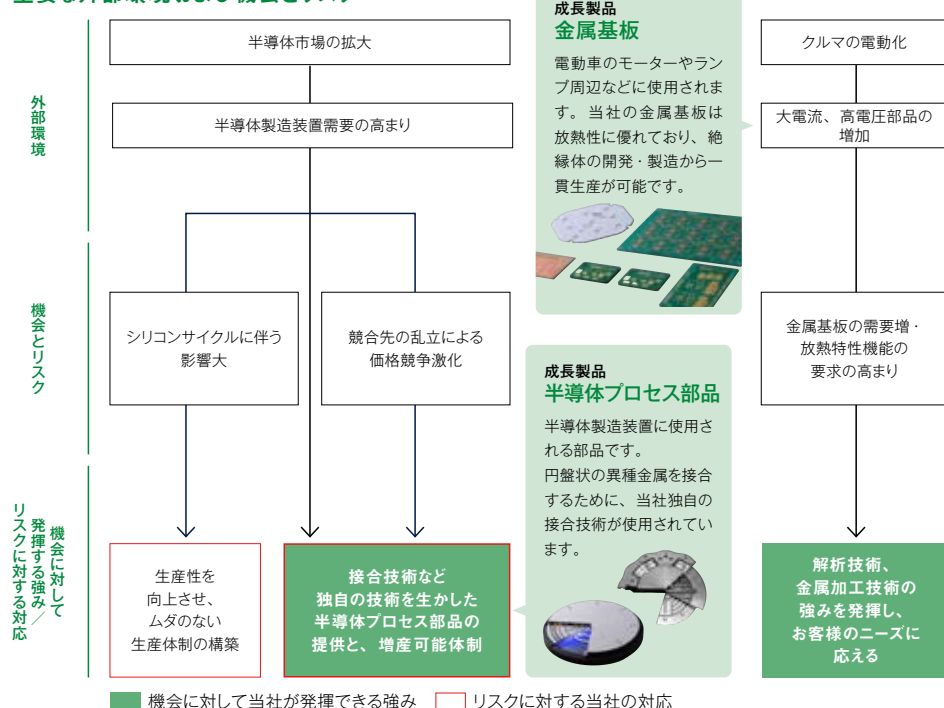 主要な外部環境および機会とリスク
外部環境
半導体市場の拡大
半導体製造装置需要の高まり
成長製品
金属基板
電動車のモーターやラン
プ周辺などに使用されま
す。当社の金属基板は
放熱性に優れており、絶
縁体の開発・製造から一
貫生産が可能です。
クルマの電動化
大電流、高電圧部品の
増加
機会とリスク
シリコンサイクルに伴う
影響大
競合先の乱立による
価格競争激化
金属基板の需要増・
放熱特性機能の
要求の高まり
成長製品
半導体プロセス部品
半導体製造装置に使用さ
れる部品です。
円盤状の異種金属を接合
するために、当社独自の
接合技術が使用されてい
ます。
機会に対して
発揮する強み／
リスクに対する対応
生産性を
向上させ、
ムダのない
生産体制の構築
接合技術など
独自の技術を生かした
半導体プロセス部品の
提供と、増産可能体制
解析技術、
金属加工技術の
強みを発揮し、
お客様のニーズに
応える
機会に対して当社が発揮できる強み
リスクに対する当社の対応